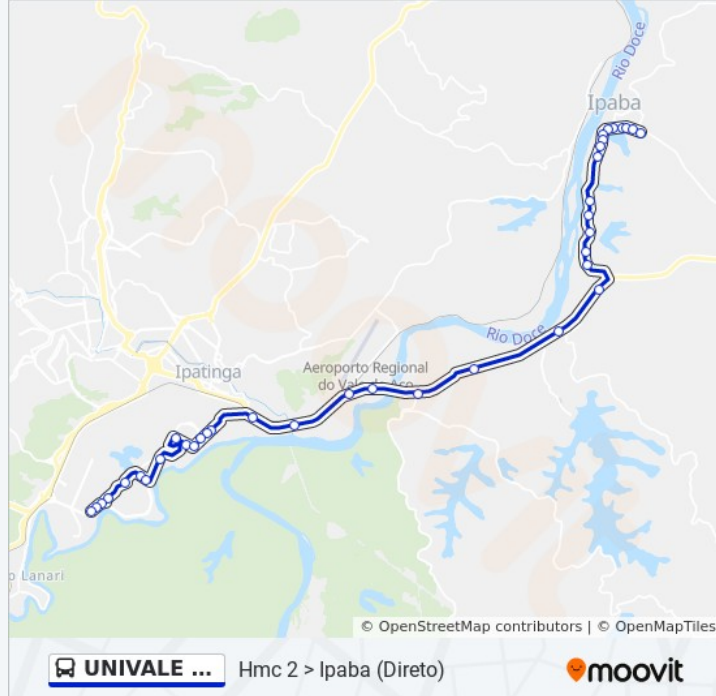 Rio Doce
Ipaba
Rio Doce
Ipatinga
Aeroporto Regional
do Vale do Aço
o Lanari
© OpenStreetMap contributors | © OpenMapTiles
UNIVALE ...
Hmc 2 > Ipaba (Direto)
moovit